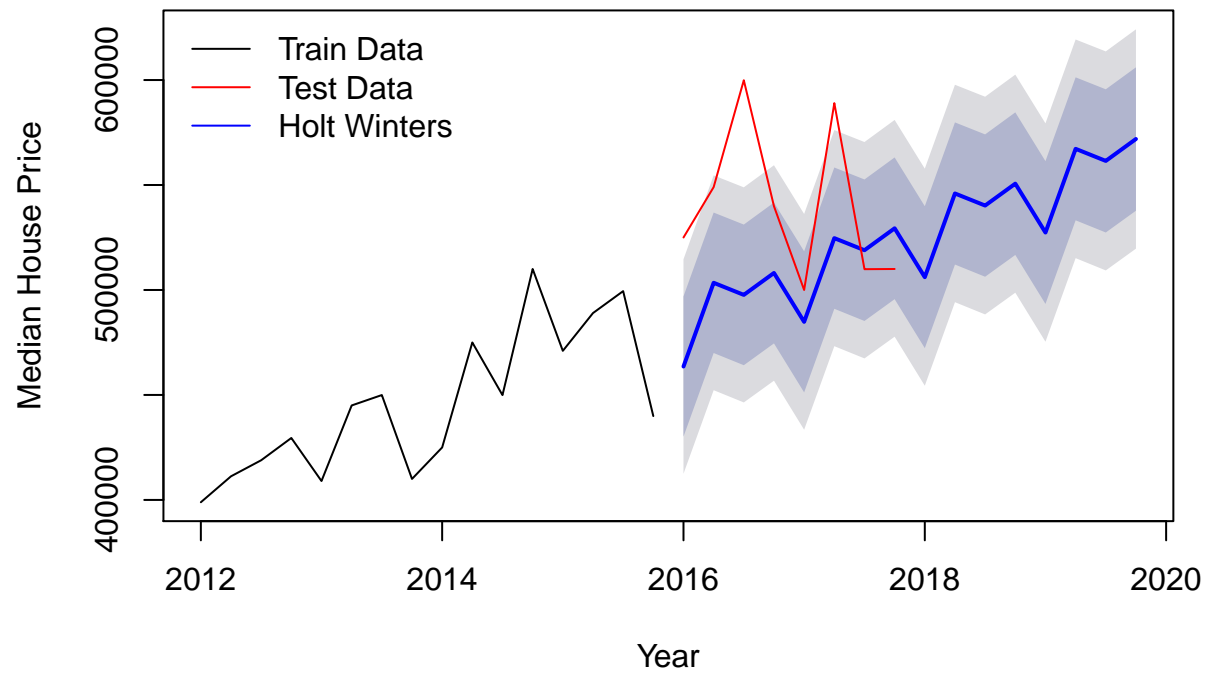 Train Data
Test Data
Holt Winters
Median House Price
600000
500000
400000
2012 2014 2016 2018 2020
Year